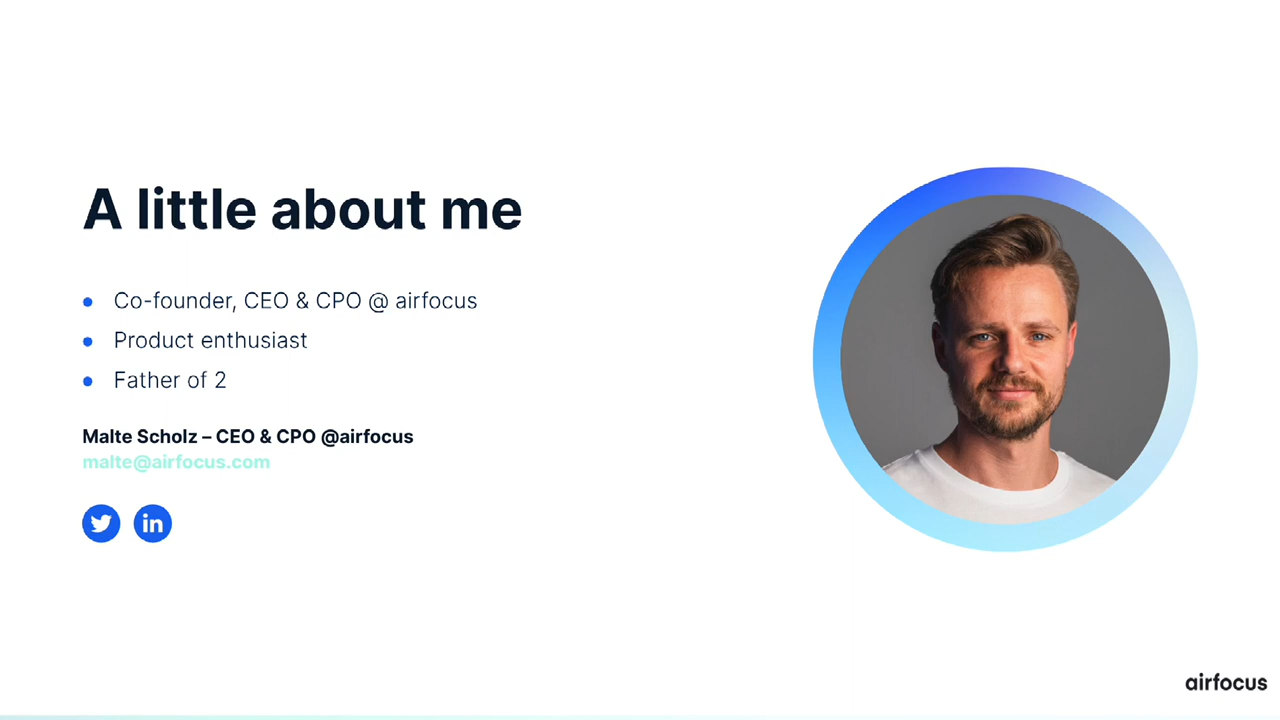 A little about me
Co-founder, CEO & CPO @ airfocus
Product enthusiast
Father of 2
Malte Scholz – CEO & CPO @airfocus
malte@airfocus.com
in
airfocus